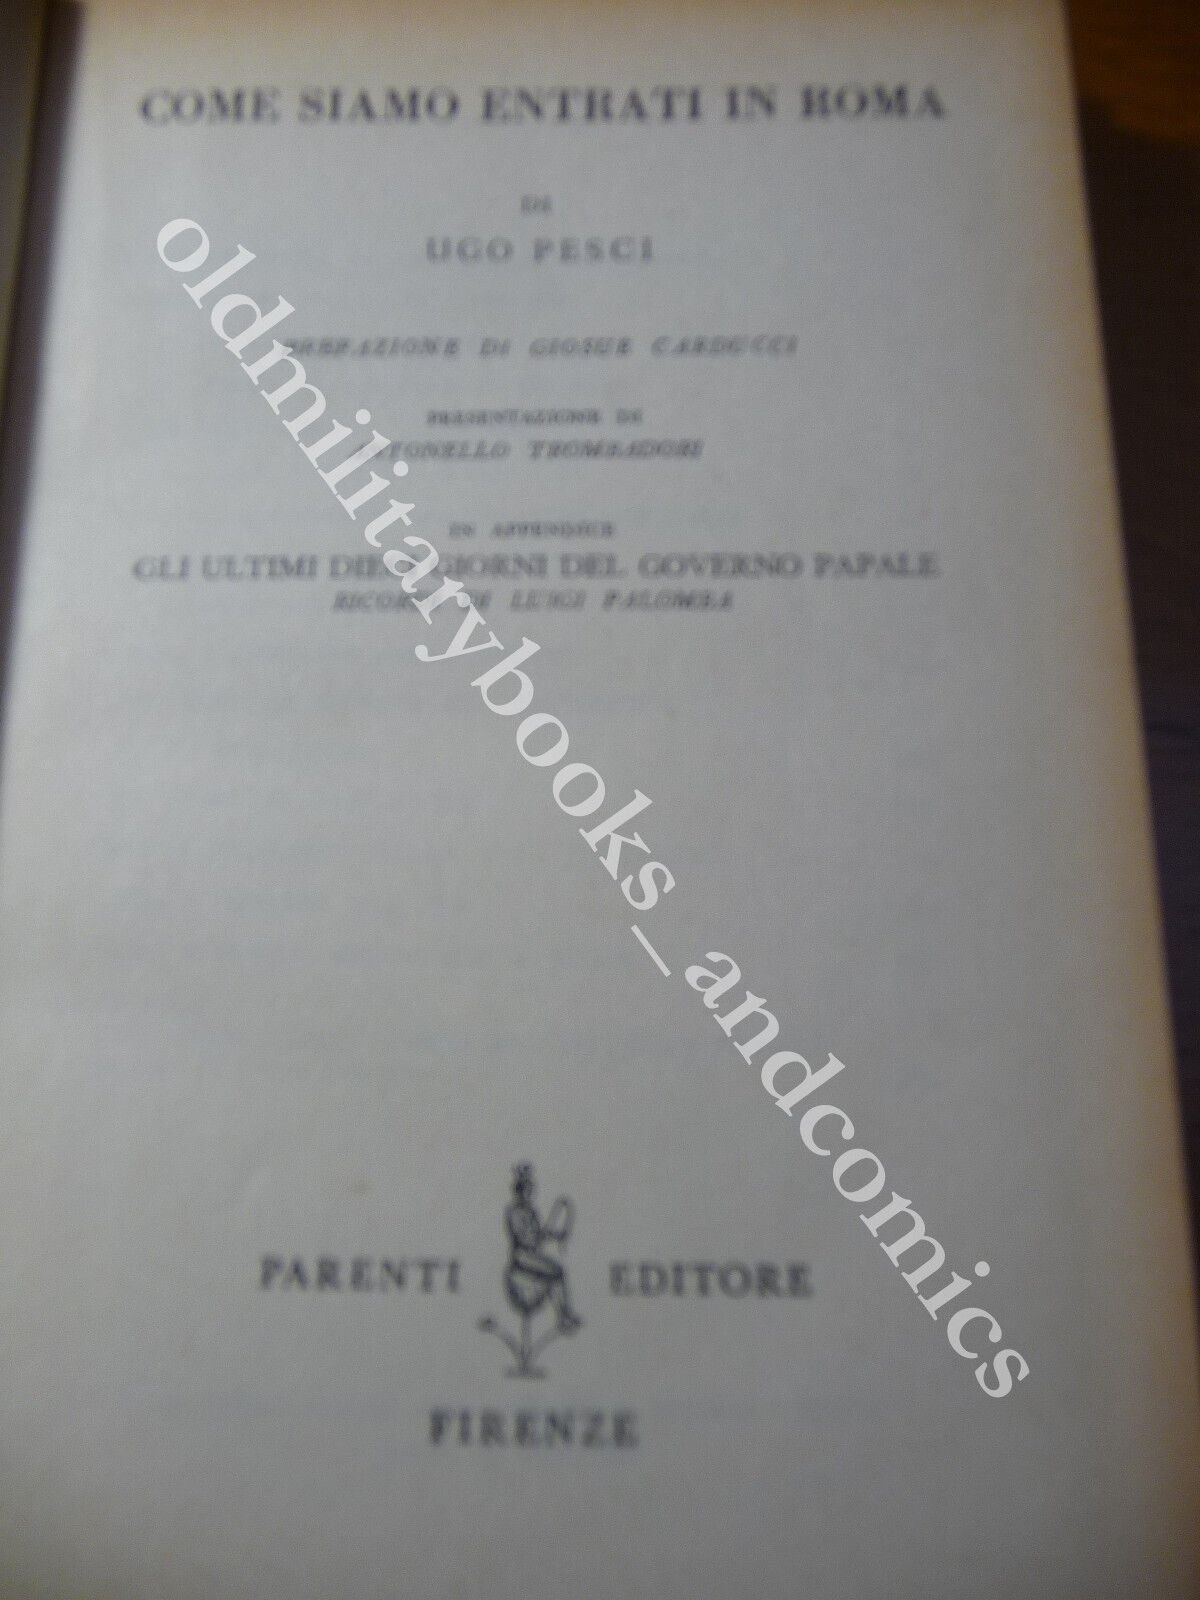 COME SIAMO ENTRATI IN ROMA
DI
UGO PESCI
PREFAZIONE DI GIOSUE CARDUCCI
PRESENTAZIONE DI
ANTONELLO TROMBADORI
IN APPENDICE
GLI ULTIMI DIECI GIORNI DEL GOVERNO PAPALE
RICORDI DI LUIGI PALOMBA
PARENTI EDITORE
FIRENZE
oldmilitarybooks_andcomics